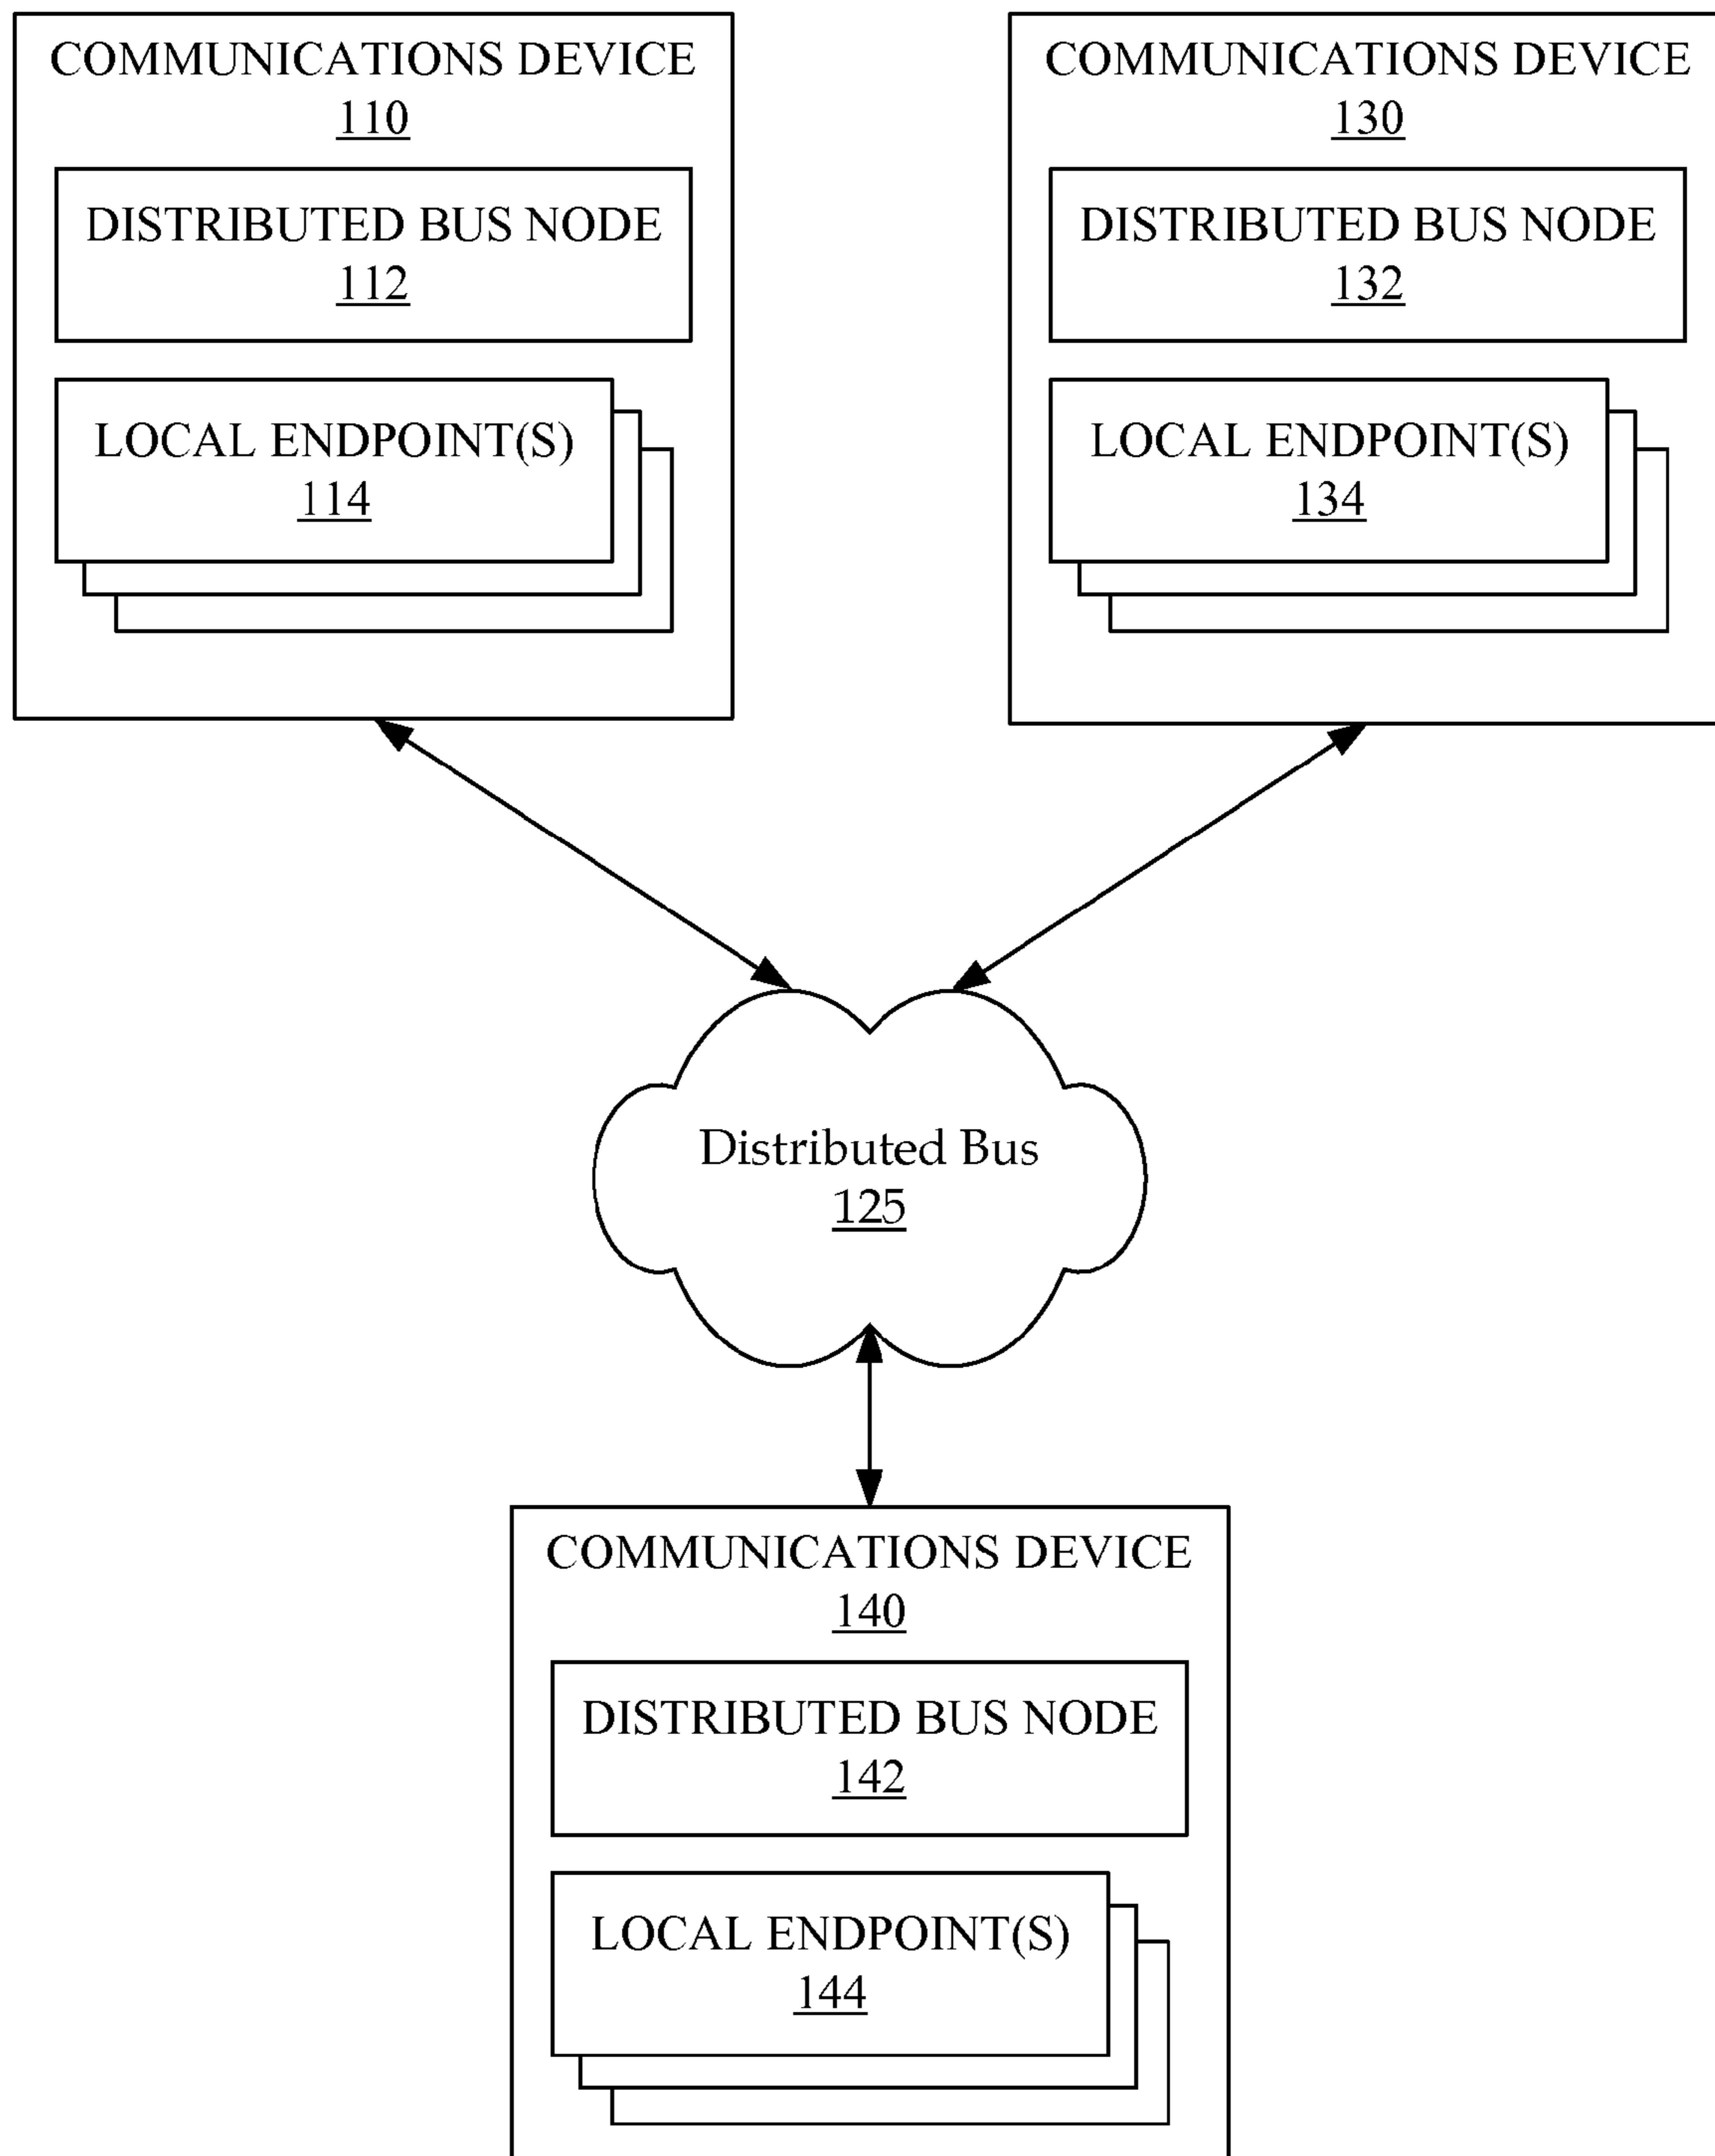 COMMUNICATIONS DEVICE
110
DISTRIBUTED BUS NODE
112
LOCAL ENDPOINT(S)
114
COMMUNICATIONS DEVICE
130
DISTRIBUTED BUS NODE
132
LOCAL ENDPOINT(S)
134
Distributed Bus
125
COMMUNICATIONS DEVICE
140
DISTRIBUTED BUS NODE
142
LOCAL ENDPOINT(S)
144